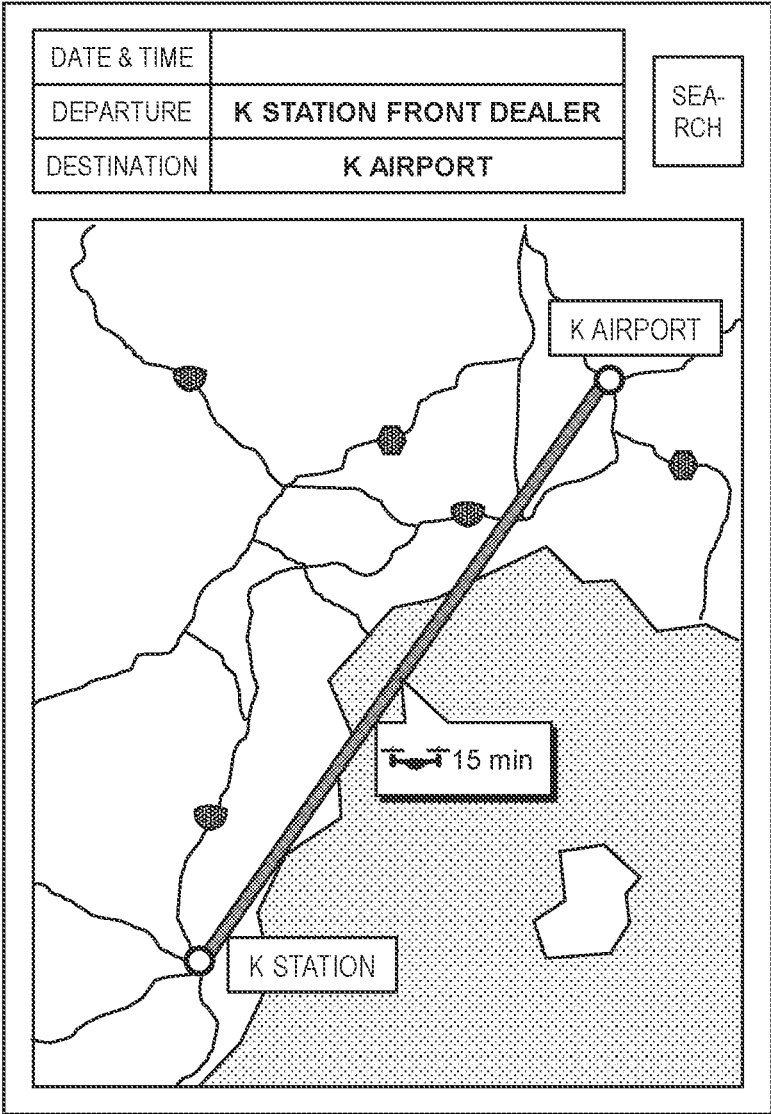 DATE & TIME
DEPARTURE K STATION FRONT DEALER
DESTINATION K AIRPORT
SEA-
RCH
K AIRPORT
15 min
K STATION